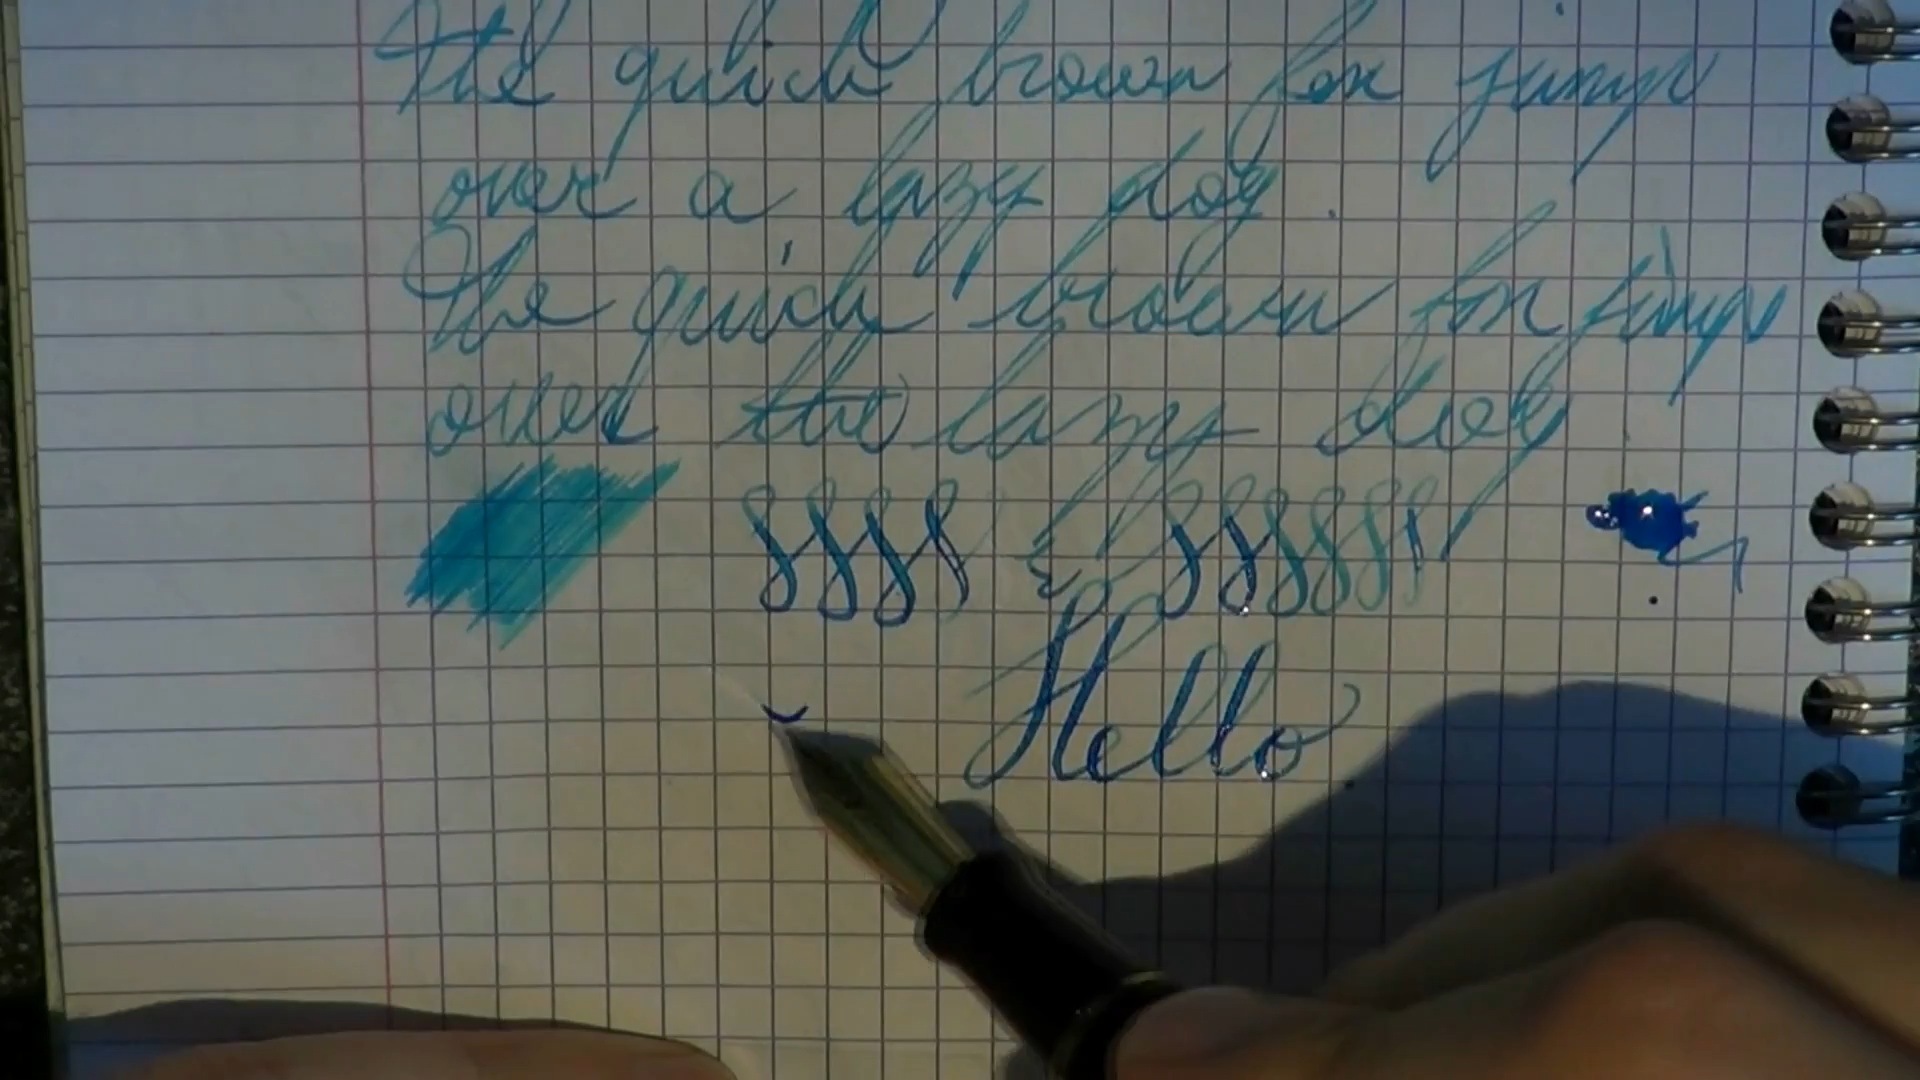 The quick brown fox jumps
over a lazy dog.
The quick brown fox jumps
over the lazy dog.
Hello